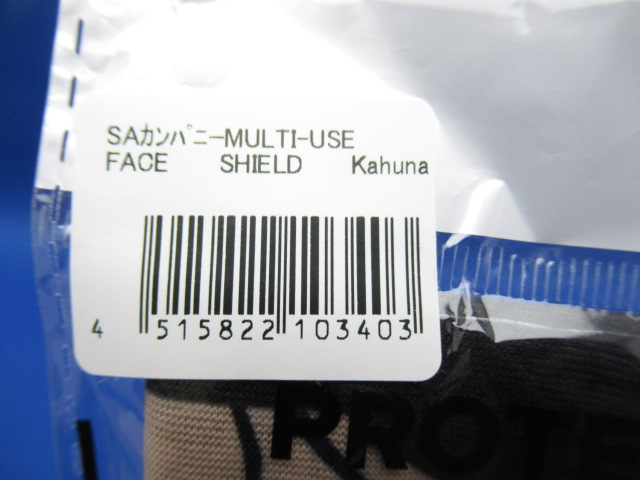 SAｶﾝﾊﾟﾆｰMULTI-USE
FACE SHIELD Kahuna
4 515822 103403